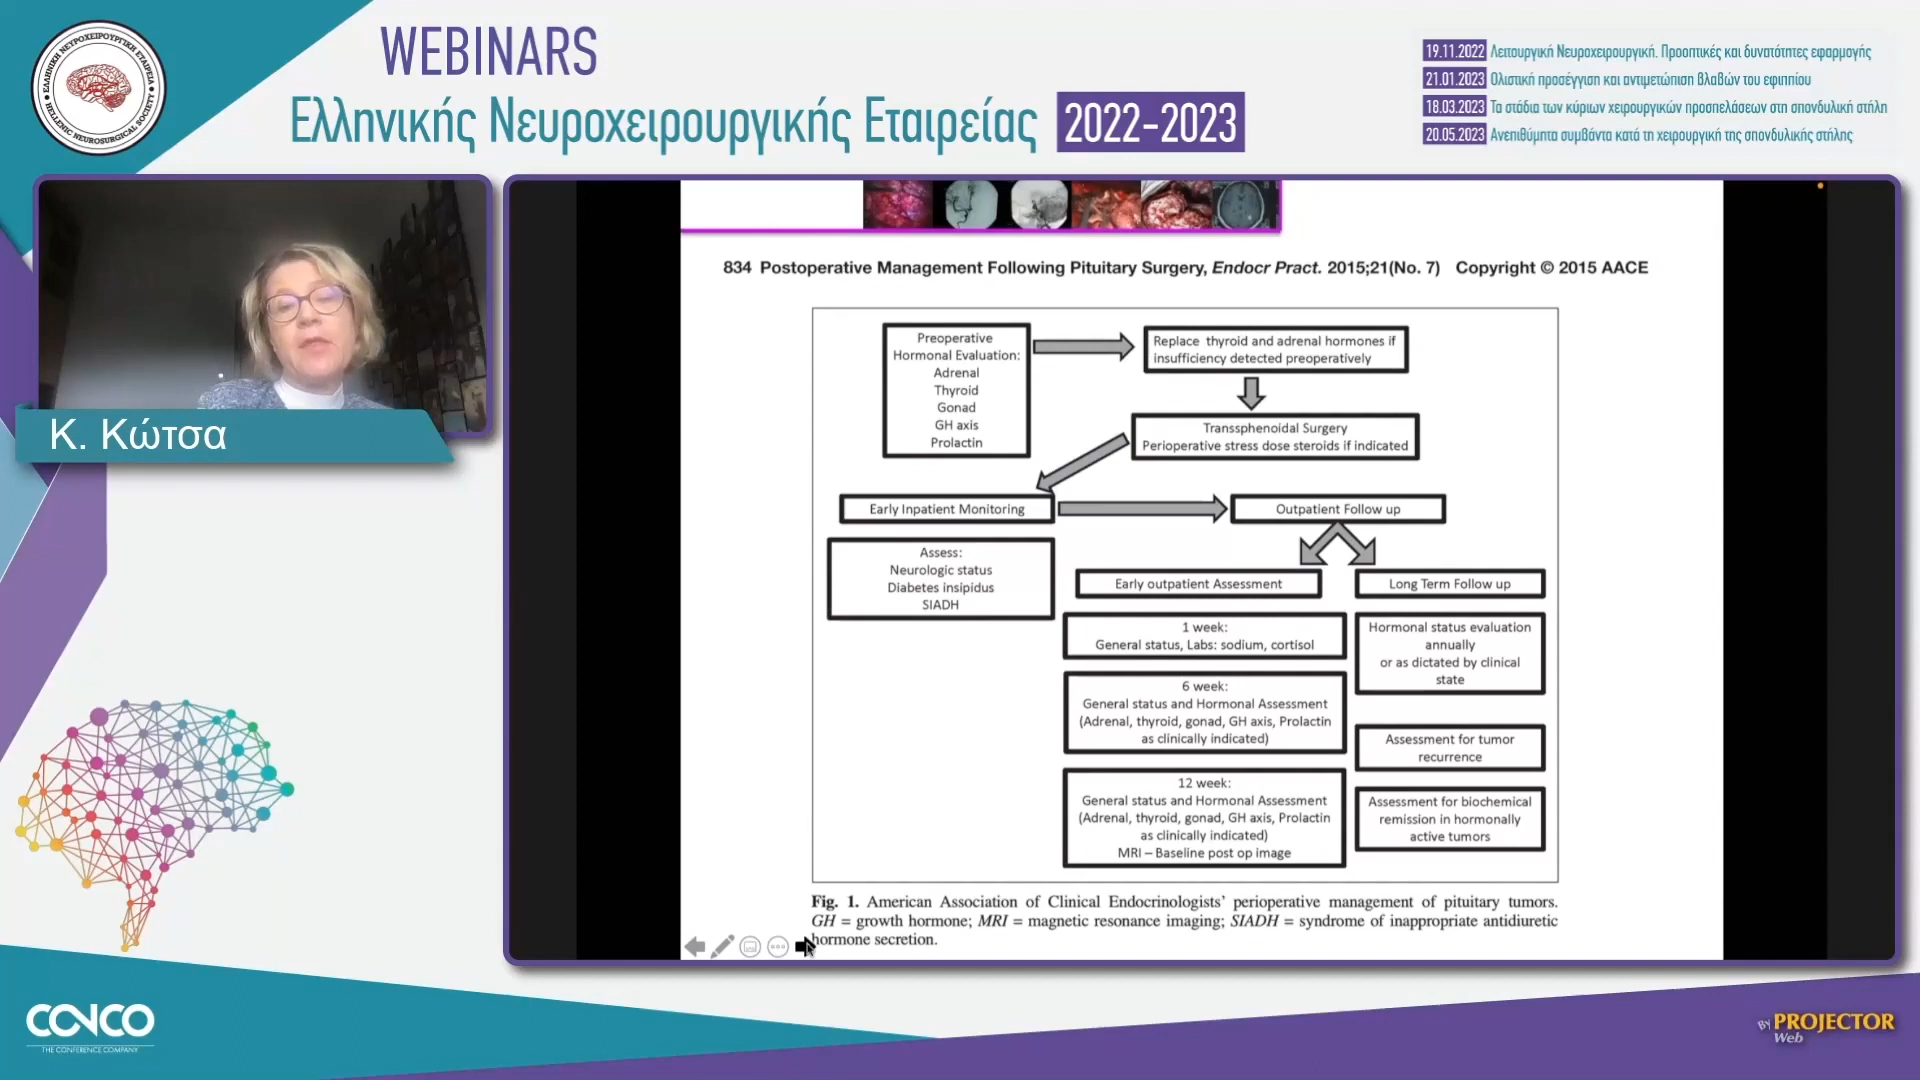 ΕΛΛΗΝΙΚΗ ΝΕΥΡΟΧΕΙΡΟΥΡΓΙΚΗ ΕΤΑΙΡΕΙΑ
HELLENIC NEUROSURGICAL SOCIETY
WEBINARS
Ελληνικής Νευροχειρουργικής Εταιρείας 2022-2023
19.11.2022 Λειτουργική Νευροχειρουργική. Προοπτικές και δυνατότητες εφαρμογής
21.01.2023 Ολιστική προσέγγιση και αντιμετώπιση βλαβών του εφιππίου
18.03.2023 Τα στάδια των κύριων χειρουργικών προσπελάσεων στη σπονδυλική στήλη
20.05.2023 Ανεπιθύμητα συμβάντα κατά τη χειρουργική της σπονδυλικής στήλης
Κ. Κώτσα
834 Postoperative Management Following Pituitary Surgery, Endocr Pract. 2015;21(No. 7) Copyright © 2015 AACE
Preoperative
Hormonal Evaluation:
Adrenal
Thyroid
Gonad
GH axis
Prolactin
Replace thyroid and adrenal hormones if
insufficiency detected preoperatively
Transsphenoidal Surgery
Perioperative stress dose steroids if indicated
Early Inpatient Monitoring
Outpatient Follow up
Assess:
Neurologic status
Diabetes insipidus
SIADH
Early outpatient Assessment
Long Term Follow up
1 week:
General status, Labs: sodium, cortisol
6 week:
General status and Hormonal Assessment
(Adrenal, thyroid, gonad, GH axis, Prolactin
as clinically indicated)
12 week:
General status and Hormonal Assessment
(Adrenal, thyroid, gonad, GH axis, Prolactin
as clinically indicated)
MRI – Baseline post op image
Hormonal status evaluation
annually
or as dictated by clinical
state
Assessment for tumor
recurrence
Assessment for biochemical
remission in hormonally
active tumors
Fig. 1. American Association of Clinical Endocrinologists' perioperative management of pituitary tumors.
GH = growth hormone; MRI = magnetic resonance imaging; SIADH = syndrome of inappropriate antidiuretic
hormone secretion.
CONCO
THE CONFERENCE COMPANY
By PROJECTOR
Web